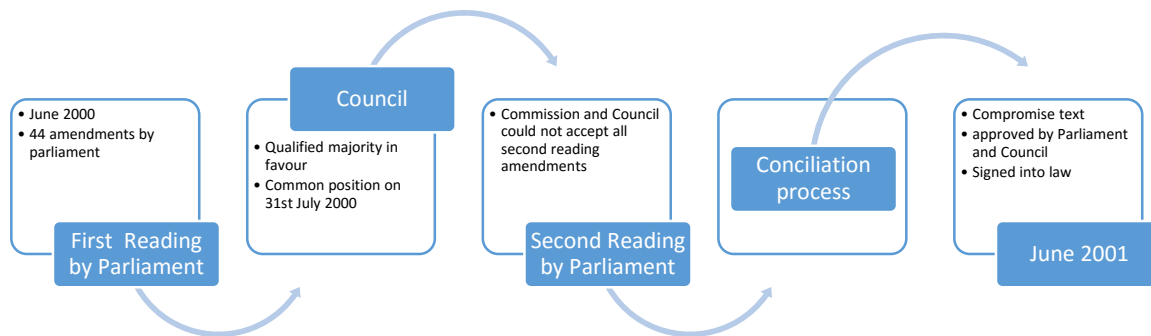 • June 2000
• 44 amendments by
parliament
First Reading
by Parliament
Council
• Qualified majority in
favour
• Common position on
31st July 2000
• Commission and Council
could not accept all
second reading
amendments
Second Reading
by Parliament
Conciliation
process
• Compromise text
• approved by Parliament
and Council
• Signed into law
June 2001